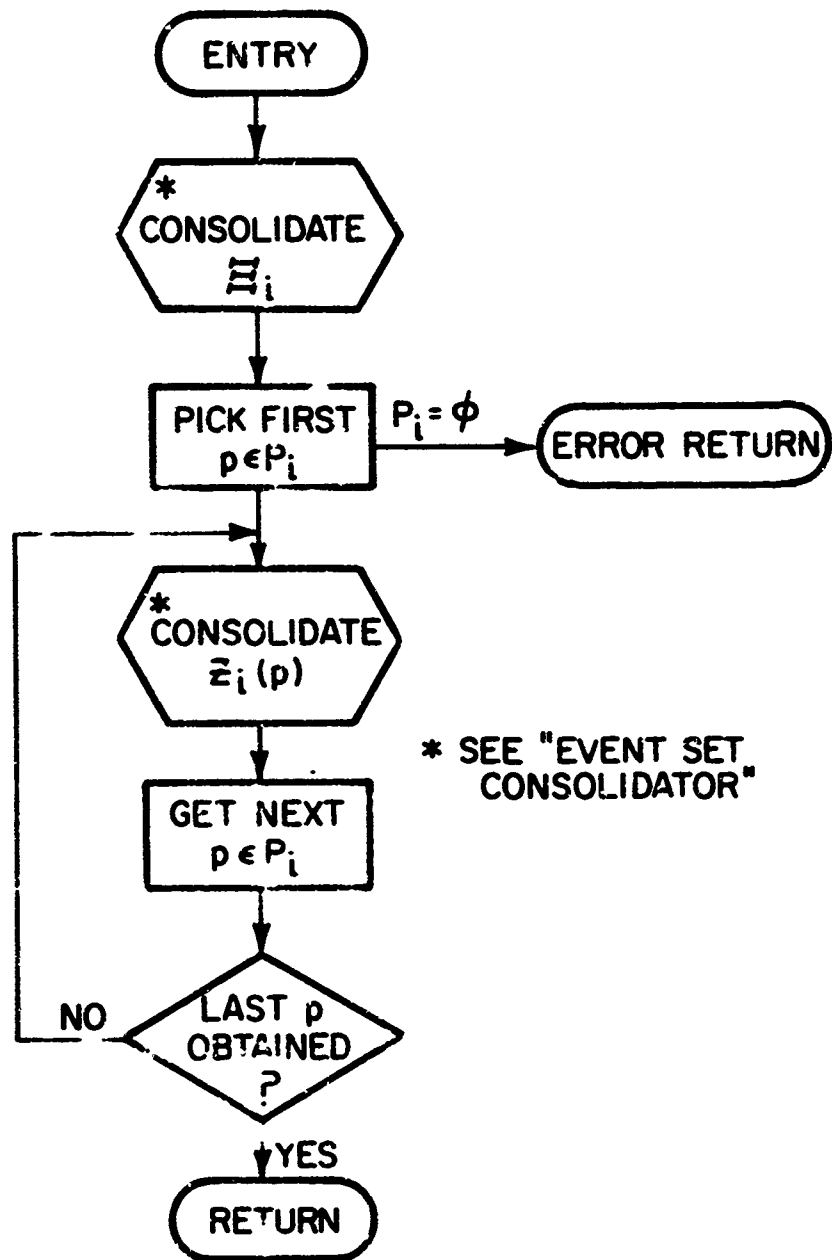 ENTRY
*
CONSOLIDATE
Ξi
PICK FIRST
p ϵ Pi
Pi = ϕ
ERROR RETURN
*
CONSOLIDATE
Ξi (p)
* SEE "EVENT SET
CONSOLIDATOR"
GET NEXT
p ϵ Pi
NO
LAST p
OBTAINED
?
YES
RETURN